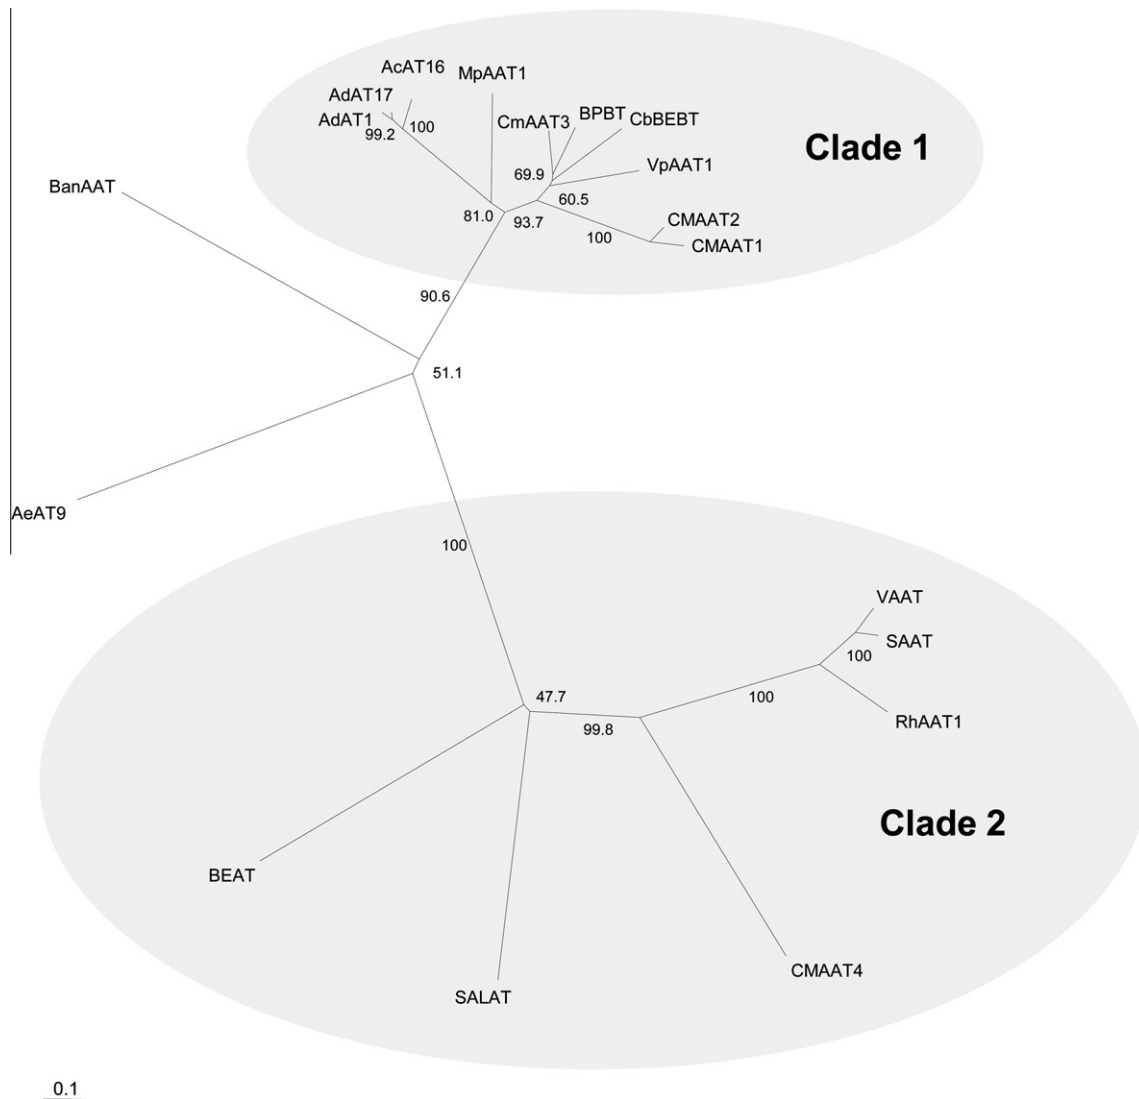 AcAT16
MpAAT1
AdAT17
BPBT
AdAT1
CmAAT3
CbBEBT
99.2
100
Clade 1
69.9
VpAAT1
BanAAT
60.5
81.0
93.7
CMAAT2
100
CMAAT1
90.6
51.1
AeAT9
100
VAAT
SAAT
100
47.7
100
RhAAT1
99.8
Clade 2
BEAT
CMAAT4
SALAT
0.1